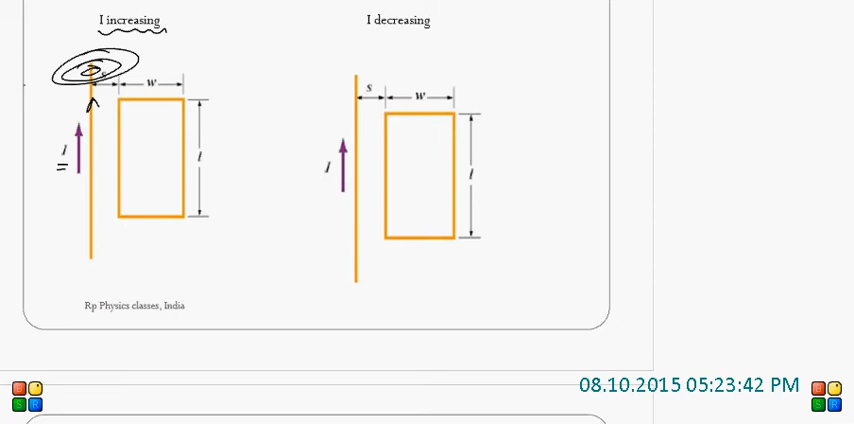 I increasing
I decreasing
s
w
s
w
I
l
I
l
Rp Physics classes, India
08.10.2015 05:23:42 PM